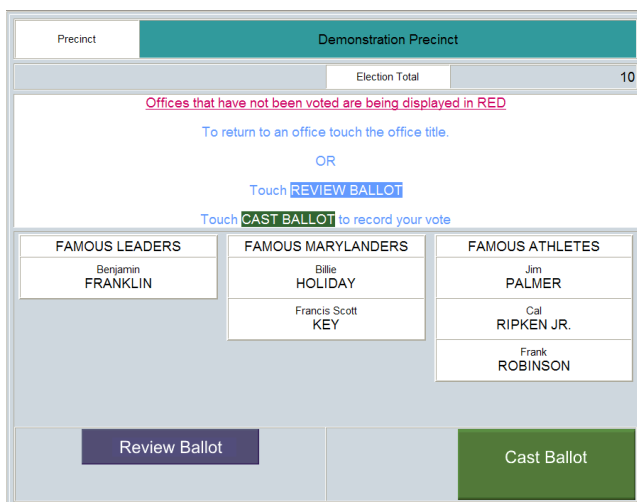 Precinct Demonstration Precinct
Election Total 10
Offices that have not been voted are being displayed in RED
To return to an office touch the office title.
OR
Touch REVIEW BALLOT
Touch CAST BALLOT to record your vote
FAMOUS LEADERS
Benjamin
FRANKLIN
FAMOUS MARYLANDERS
Billie
HOLIDAY
Francis Scott
KEY
FAMOUS ATHLETES
Jim
PALMER
Cal
RIPKEN JR.
Frank
ROBINSON
Review Ballot
Cast Ballot